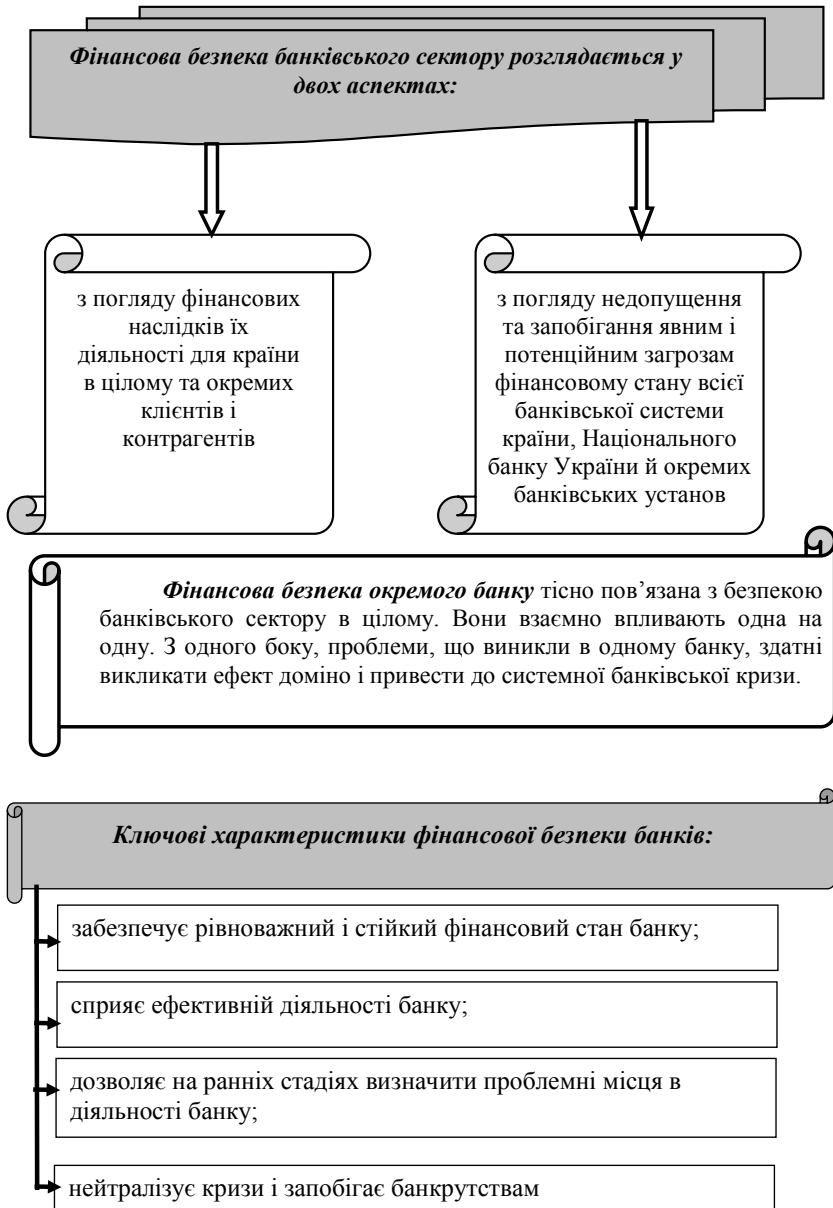 Фінансова безпека банківського сектору розглядається у
двох аспектах:
з погляду фінансових
наслідків їх
діяльності для країни
в цілому та окремих
клієнтів і
контрагентів
з погляду недопущення
та запобігання явним і
потенційним загрозам
фінансовому стану всієї
банківської системи
країни, Національного
банку України й окремих
банківських установ
Фінансова безпека окремого банку тісно пов’язана з безпекою
банківського сектору в цілому. Вони взаємно впливають одна на
одну. З одного боку, проблеми, що виникли в одному банку, здатні
викликати ефект доміно і привести до системної банківської кризи.
Ключові характеристики фінансової безпеки банків:
забезпечує рівноважний і стійкий фінансовий стан банку;
сприяє ефективній діяльності банку;
дозволяє на ранніх стадіях визначити проблемні місця в
діяльності банку;
нейтралізує кризи і запобігає банкрутствам